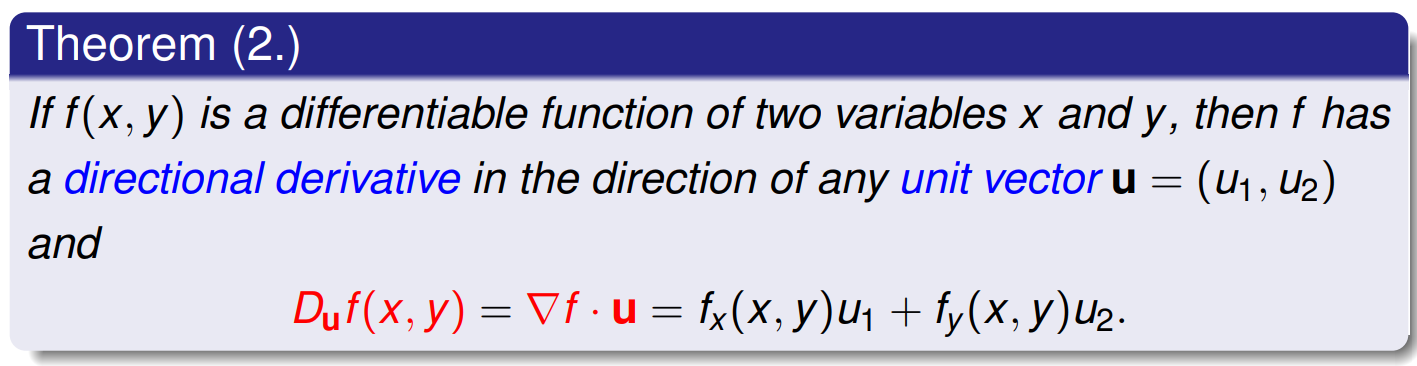 Theorem (2.)
If f(x, y) is a differentiable function of two variables x and y, then f has
a directional derivative in the direction of any unit vector u = (u₁, u₂)
and
D_u f(x, y) = ∇f · u = fₓ(x, y)u₁ + f_y(x, y)u₂.